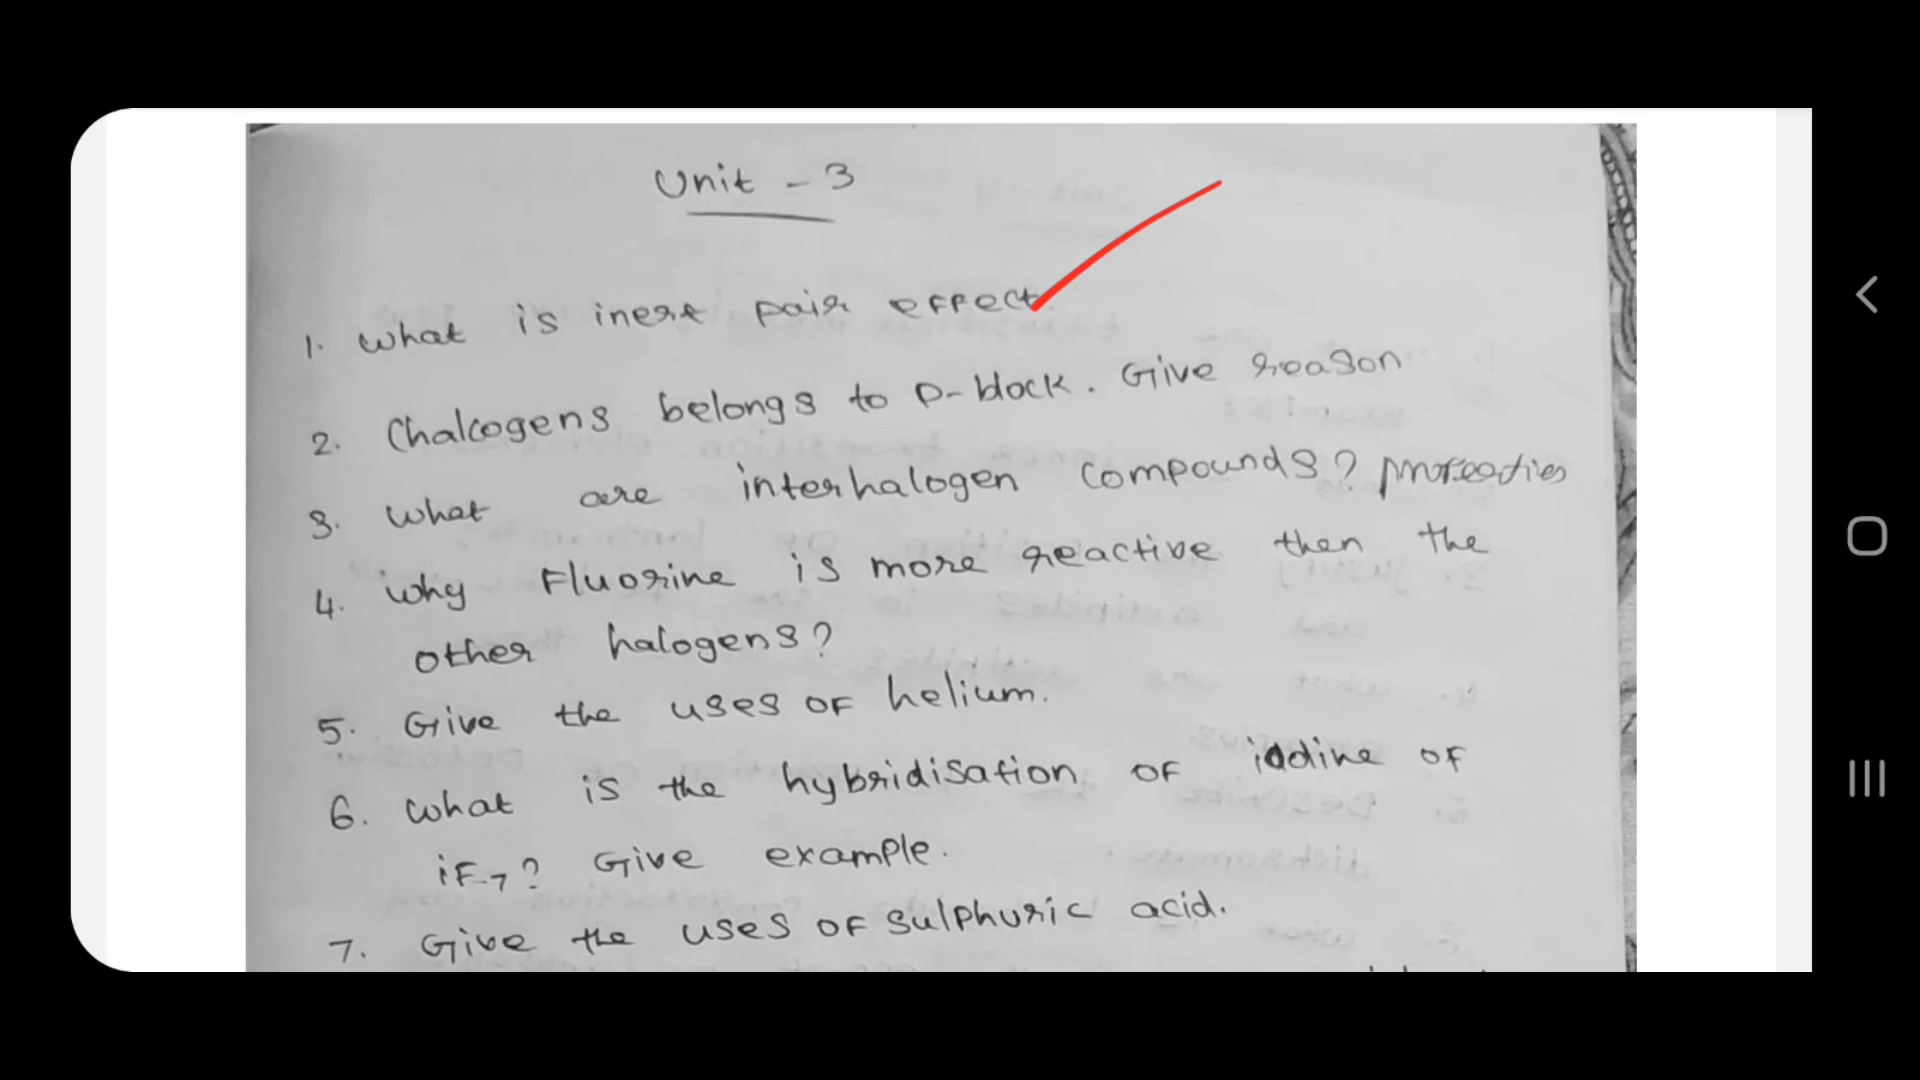 Unit - 3
1. What is inert pair effect.
2. Chalcogens belongs to p-block. Give reason
3. What are interhalogen compounds? properties
4. Why Fluorine is more reactive then the
other halogens?
5. Give the uses of helium.
6. What is the hybridisation of iodine of
iF7? Give example.
7. Give the uses of sulphuric acid.